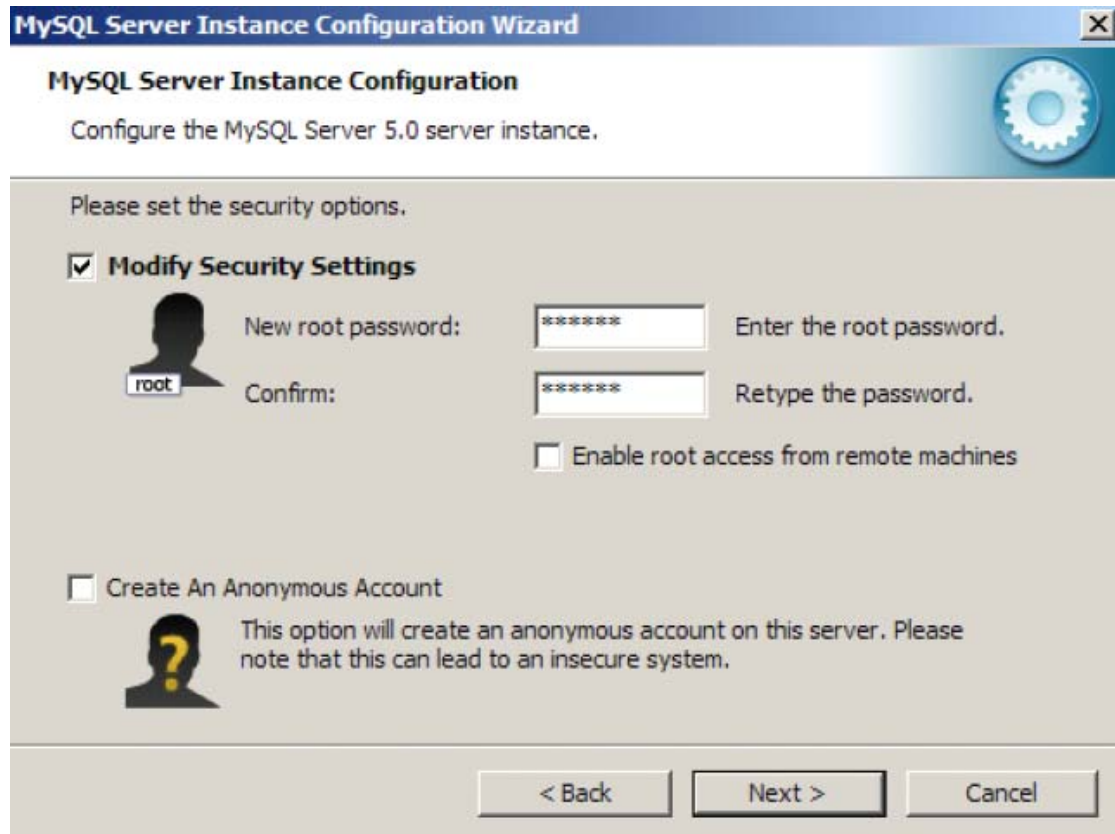 MySQL Server Instance Configuration Wizard
MySQL Server Instance Configuration
Configure the MySQL Server 5.0 server instance.
Please set the security options.
Modify Security Settings
New root password: ****** Enter the root password.
root
Confirm: ****** Retype the password.
Enable root access from remote machines
Create An Anonymous Account
This option will create an anonymous account on this server. Please
note that this can lead to an insecure system.
?
< Back Next > Cancel